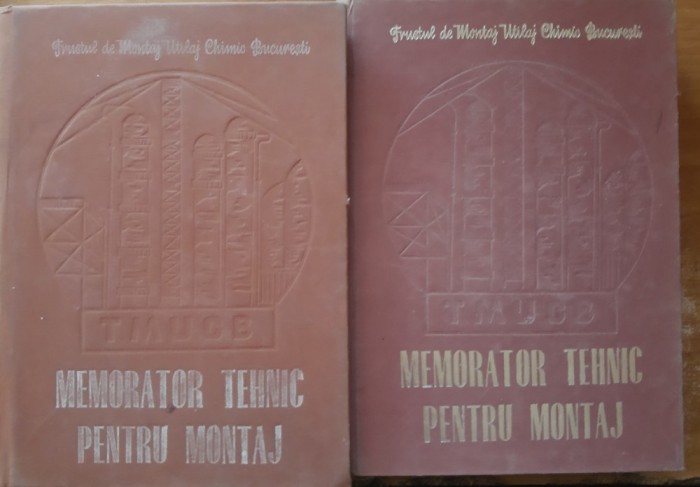 Trustul de Montaj Utilaj Chimic București
TMUCB
MEMORATOR TEHNIC
PENTRU MONTAJ
Trustul de Montaj Utilaj Chimic București
TMUCB
MEMORATOR TEHNIC
PENTRU MONTAJ